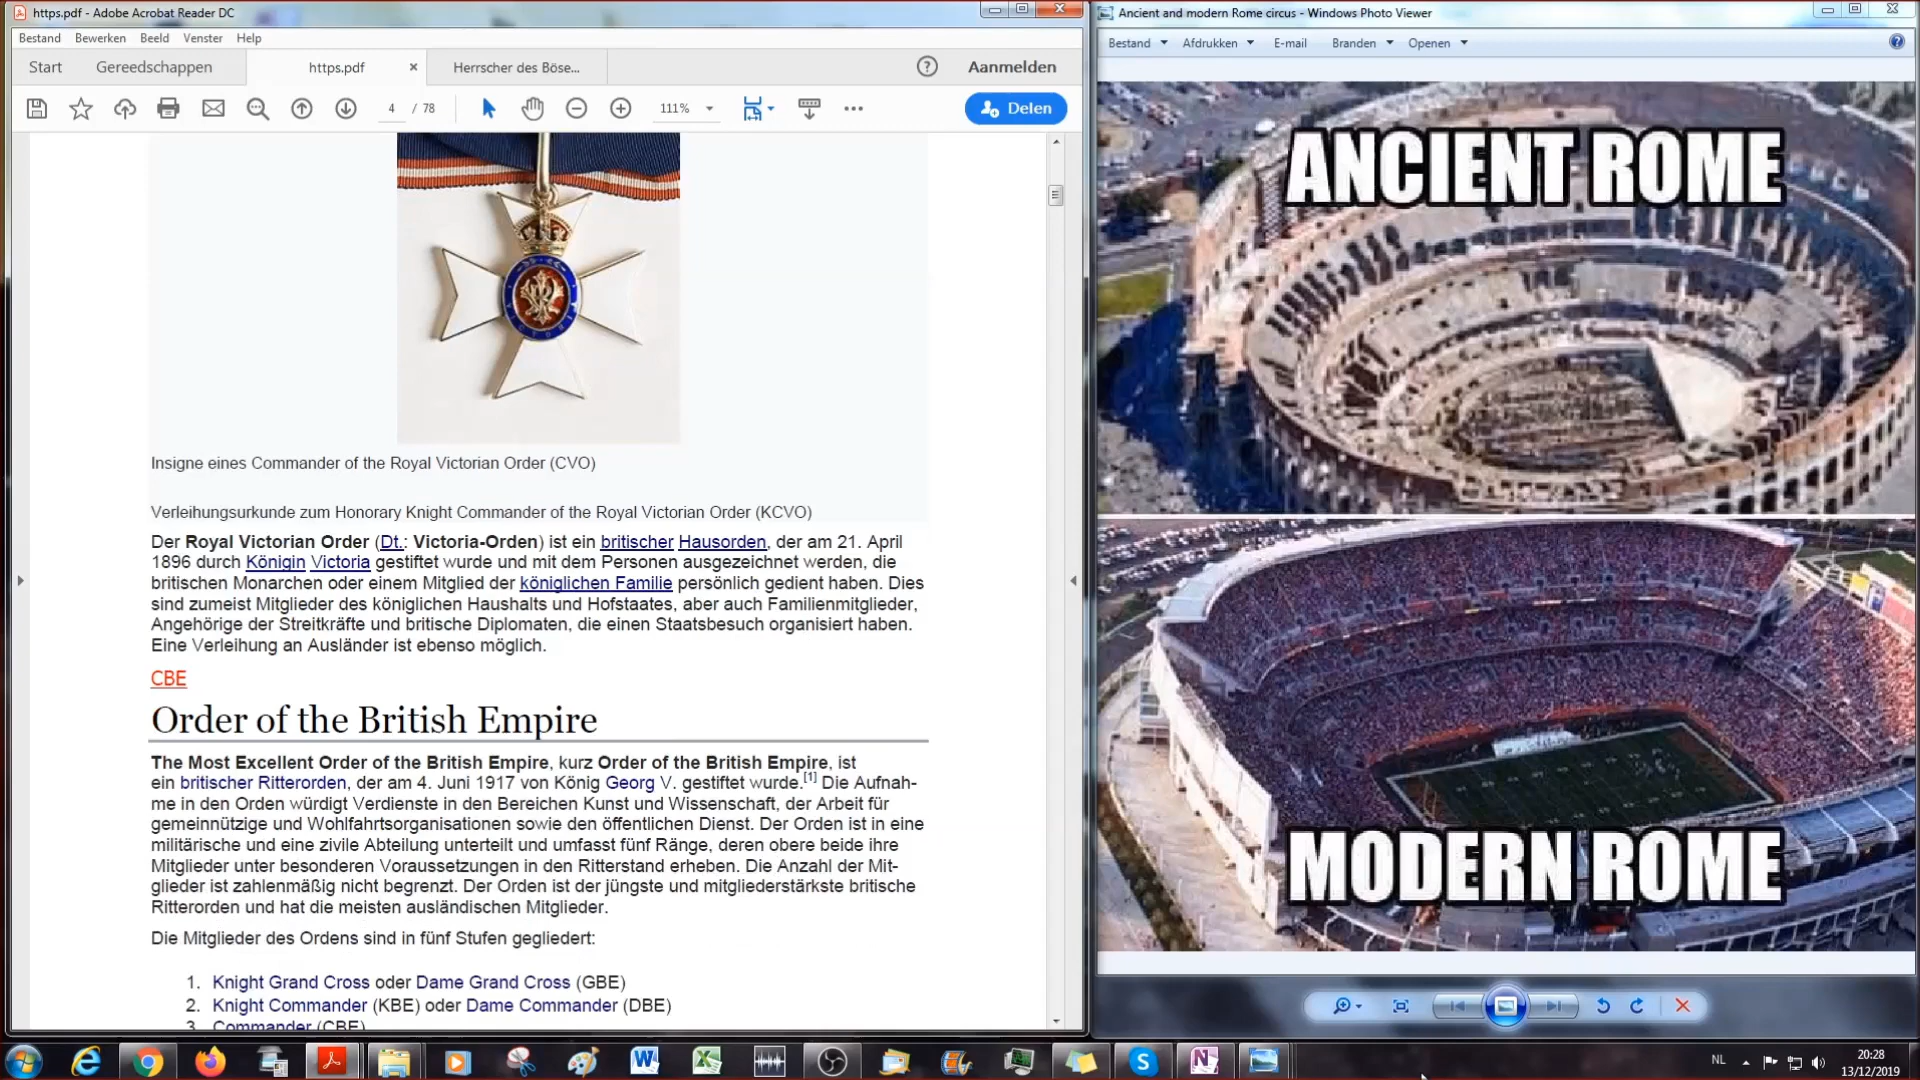 https.pdf - Adobe Acrobat Reader DC
Bestand Bewerken Beeld Venster Help
Start Gereedschappen https.pdf × Herrscher des Böse... Aanmelden
4 / 78 111% Delen
Insigne eines Commander of the Royal Victorian Order (CVO)
Verleihungsurkunde zum Honorary Knight Commander of the Royal Victorian Order (KCVO)
Der Royal Victorian Order (Dt.: Victoria-Orden) ist ein britischer Hausorden, der am 21. April
1896 durch Königin Victoria gestiftet wurde und mit dem Personen ausgezeichnet werden, die
britischen Monarchen oder einem Mitglied der königlichen Familie persönlich gedient haben. Dies
sind zumeist Mitglieder des königlichen Haushalts und Hofstaates, aber auch Familienmitglieder,
Angehörige der Streitkräfte und britische Diplomaten, die einen Staatsbesuch organisiert haben.
Eine Verleihung an Ausländer ist ebenso möglich.
CBE
Order of the British Empire
The Most Excellent Order of the British Empire, kurz Order of the British Empire, ist
ein britischer Ritterorden, der am 4. Juni 1917 von König Georg V. gestiftet wurde.[1] Die Aufnah-
me in den Orden würdigt Verdienste in den Bereichen Kunst und Wissenschaft, der Arbeit für
gemeinnützige und Wohlfahrtsorganisationen sowie den öffentlichen Dienst. Der Orden ist in eine
militärische und eine zivile Abteilung unterteilt und umfasst fünf Ränge, deren obere beide ihre
Mitglieder unter besonderen Voraussetzungen in den Ritterstand erheben. Die Anzahl der Mit-
glieder ist zahlenmäßig nicht begrenzt. Der Orden ist der jüngste und mitgliederstärkste britische
Ritterorden und hat die meisten ausländischen Mitglieder.
Die Mitglieder des Ordens sind in fünf Stufen gegliedert:
1. Knight Grand Cross oder Dame Grand Cross (GBE)
2. Knight Commander (KBE) oder Dame Commander (DBE)
3. Commander (CBE)
Ancient and modern Rome circus - Windows Photo Viewer
Bestand Afdrukken E-mail Branden Openen
ANCIENT ROME
MODERN ROME
NL
20:28
13/12/2019